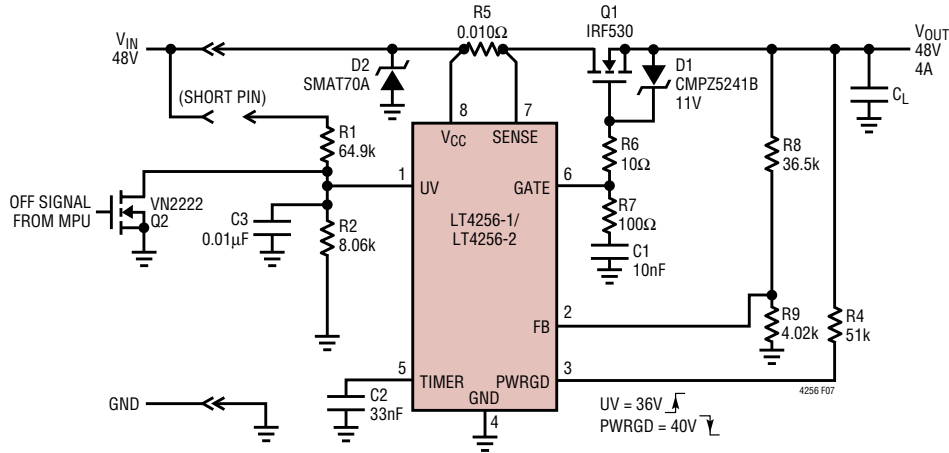 VIN
48V
(SHORT PIN)
D2
SMAT70A
R5
0.010Ω
Q1
IRF530
D1
CMPZ5241B
11V
VOUT
48V
4A
CL
R1
64.9k
8
7
VCC
SENSE
R6
10Ω
R8
36.5k
OFF SIGNAL
FROM MPU
VN2222
Q2
1
UV
GATE
6
C3
0.01µF
R2
8.06k
LT4256-1/
LT4256-2
R7
100Ω
C1
10nF
FB
2
R9
4.02k
R4
51k
5
TIMER
PWRGD
3
GND
4
C2
33nF
GND
4256 F07
UV = 36V
PWRGD = 40V